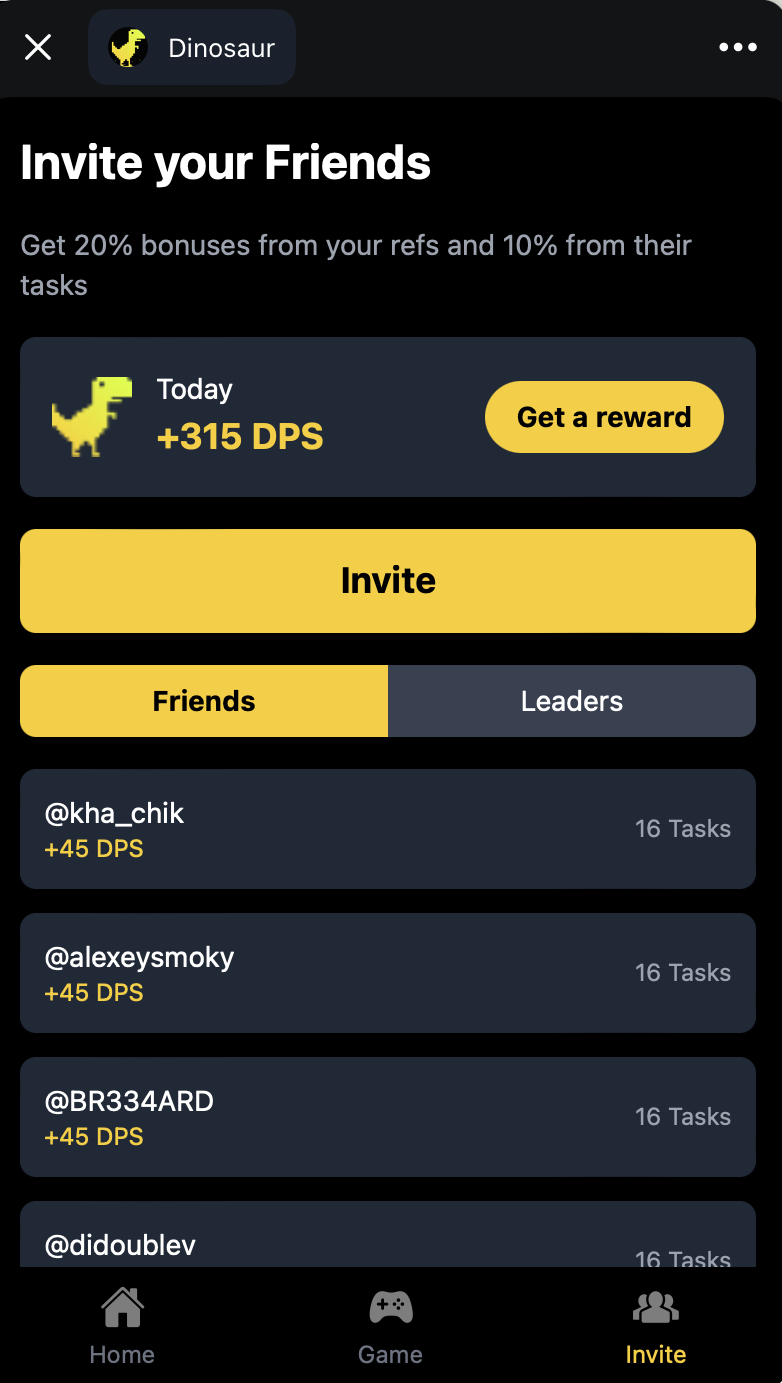 Dinosaur
Invite your Friends
Get 20% bonuses from your refs and 10% from their
tasks
Today
+315 DPS
Get a reward
Invite
Friends
Leaders
@kha_chik
+45 DPS
16 Tasks
@alexeysmoky
+45 DPS
16 Tasks
@BR334ARD
+45 DPS
16 Tasks
@didoublev
16 Tasks
Home
Game
Invite